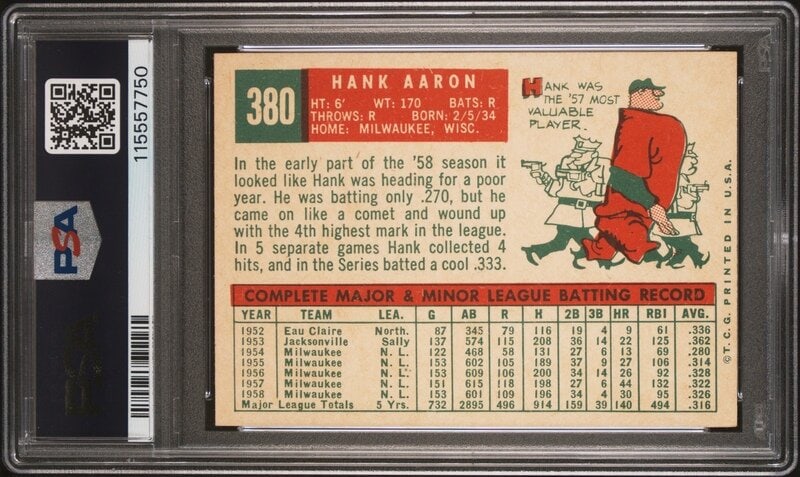 115557750
PSA
380
HANK AARON
HT: 6' WT: 170 BATS: R
THROWS: R BORN: 2/5/34
HOME: MILWAUKEE, WISC.
In the early part of the '58 season it
looked like Hank was heading for a poor
year. He was batting only .270, but he
came on like a comet and wound up
with the 4th highest mark in the league.
In 5 separate games Hank collected 4
hits, and in the Series batted a cool .333.
HANK WAS
THE '57 MOST
VALUABLE
PLAYER.
COMPLETE MAJOR & MINOR LEAGUE BATTING RECORD
YEAR TEAM LEA. G AB R H 2B 3B HR RBI AVG.
1952 Eau Claire North. 87 345 79 116 19 4 9 61 .336
1953 Jacksonville Sally 137 574 115 208 36 14 22 125 .362
1954 Milwaukee N. L. 122 468 58 131 27 6 13 69 .280
1955 Milwaukee N. L. 153 602 105 189 37 9 27 106 .314
1956 Milwaukee N. L. 153 609 106 200 34 14 26 92 .328
1957 Milwaukee N. L. 151 615 118 198 27 6 44 132 .322
1958 Milwaukee N. L. 153 601 109 196 34 4 30 95 .326
Major League Totals 5 Yrs. 732 2895 496 914 159 39 140 494 .316
©T.C.G. PRINTED IN U.S.A.